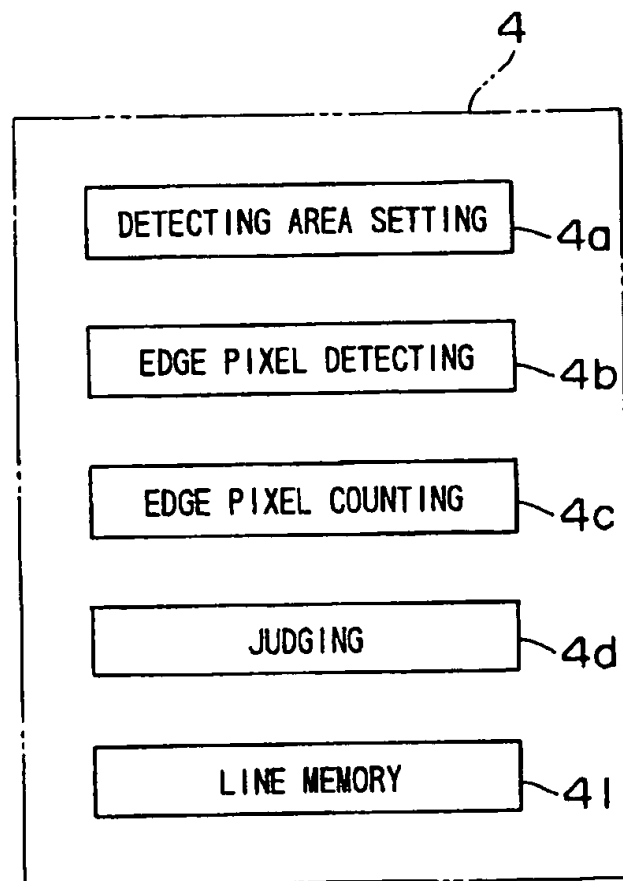 4
DETECTING AREA SETTING
4a
EDGE PIXEL DETECTING
4b
EDGE PIXEL COUNTING
4c
JUDGING
4d
LINE MEMORY
41